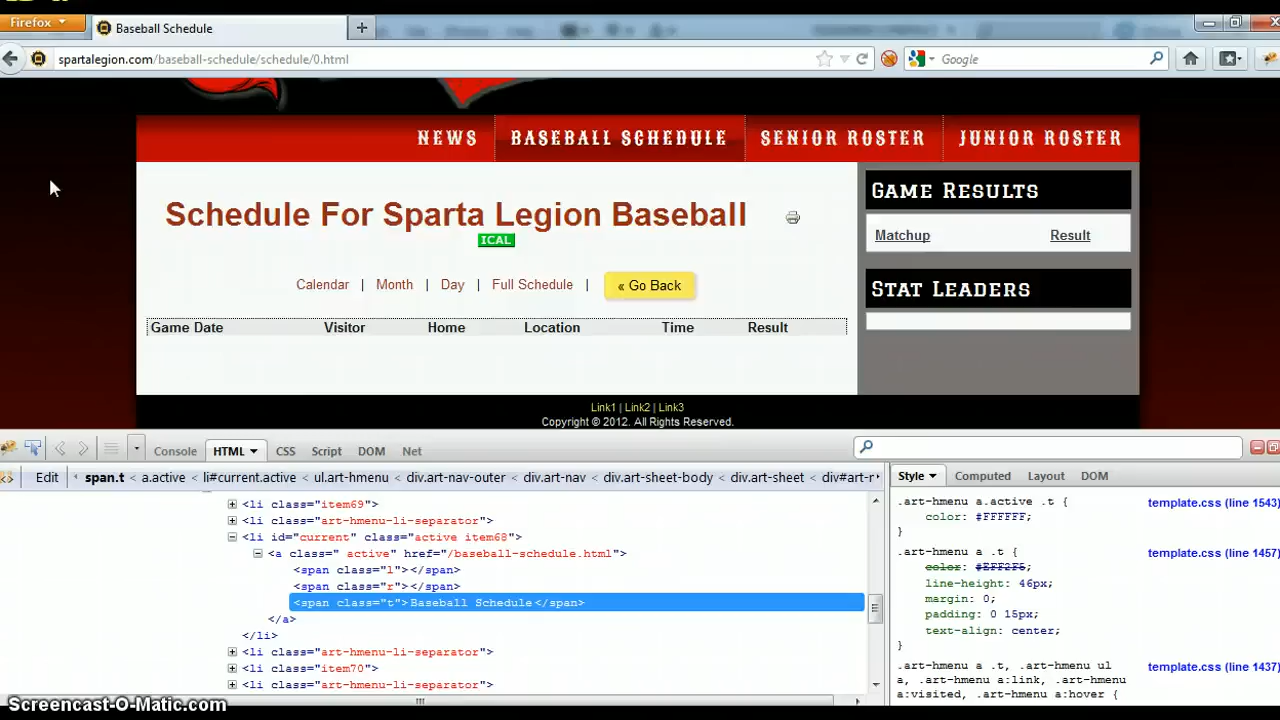 Firefox
Baseball Schedule
spartalegion.com/baseball-schedule/schedule/0.html
Google
NEWS
BASEBALL SCHEDULE
SENIOR ROSTER
JUNIOR ROSTER
Schedule For Sparta Legion Baseball
ICAL
Calendar | Month | Day | Full Schedule | « Go Back
Game Date Visitor Home Location Time Result
GAME RESULTS
Matchup Result
STAT LEADERS
Link1 | Link2 | Link3
Copyright © 2012. All Rights Reserved.
Console HTML CSS Script DOM Net
Edit span.t a.active li#current.active ul.art-hmenu div.art-nav-outer div.art-nav div.art-sheet-body div.art-sheet div#art-r
<li class="item69">
<li class="art-hmenu-li-separator">
<li id="current" class="active item68">
<a class=" active" href="/baseball-schedule.html">
<span class="l"></span>
<span class="r"></span>
<span class="t">Baseball Schedule</span>
</a>
</li>
<li class="art-hmenu-li-separator">
<li class="item70">
<li class="art-hmenu-li-separator">
Style Computed Layout DOM
.art-hmenu a.active .t { template.css (line 1543)
color: #FFFFFF;
}
.art-hmenu a .t { template.css (line 1457)
color: #EFF2F5;
line-height: 46px;
margin: 0;
padding: 0 15px;
text-align: center;
}
.art-hmenu a .t, .art-hmenu ul template.css (line 1437)
a, .art-hmenu a:link, .art-hmenu
a:visited, .art-hmenu a:hover {
Screencast-O-Matic.com